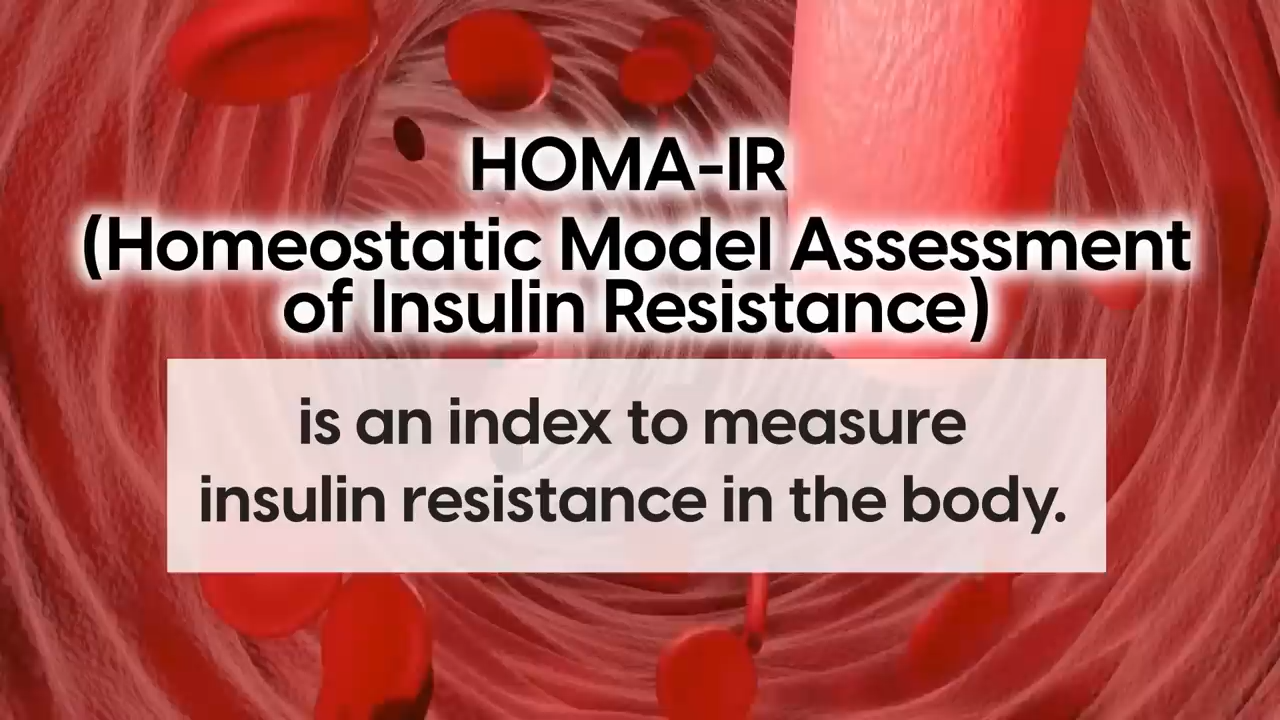 HOMA-IR
(Homeostatic Model Assessment
of Insulin Resistance)
is an index to measure
insulin resistance in the body.